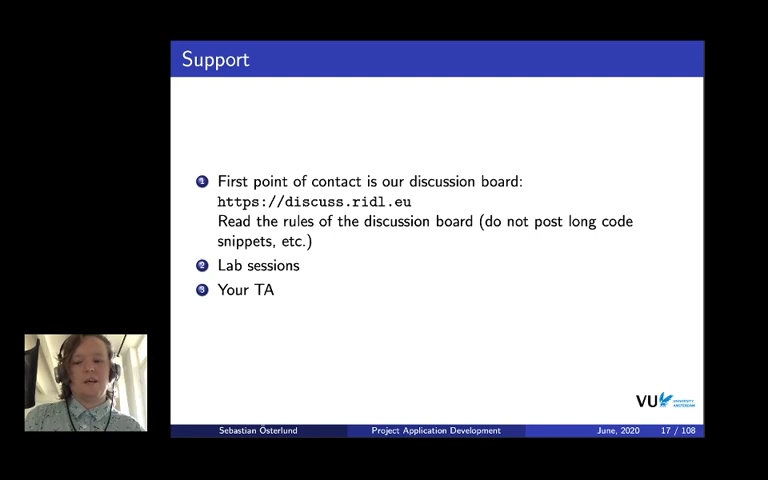 Support
1 First point of contact is our discussion board:
https://discuss.ridl.eu
Read the rules of the discussion board (do not post long code
snippets, etc.)
2 Lab sessions
3 Your TA
VU UNIVERSITY
AMSTERDAM
Sebastian Österlund Project Application Development June, 2020 17 / 108